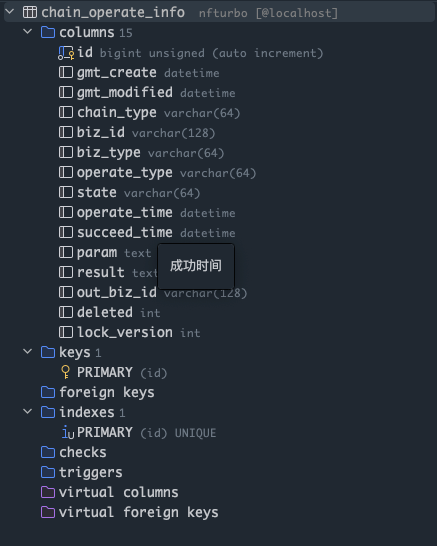 chain_operate_info nfturbo [@localhost]
columns 15
id bigint unsigned (auto increment)
gmt_create datetime
gmt_modified datetime
chain_type varchar(64)
biz_id varchar(128)
biz_type varchar(64)
operate_type varchar(64)
state varchar(64)
operate_time datetime
succeed_time datetime
param text
result text
成功时间
out_biz_id varchar(128)
deleted int
lock_version int
keys 1
PRIMARY (id)
foreign keys
indexes 1
PRIMARY (id) UNIQUE
checks
triggers
virtual columns
virtual foreign keys